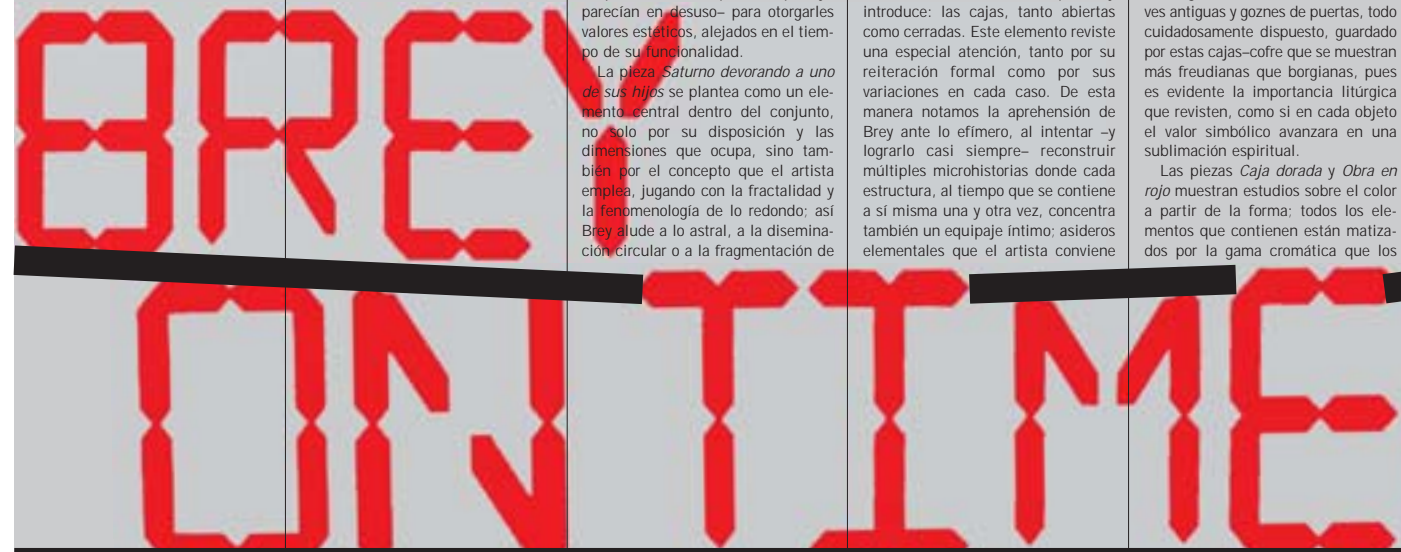 BREY
parecían en desuso– para otorgarles
valores estéticos, alejados en el tiem-
po de su funcionalidad.
La pieza Saturno devorando a uno
de sus hijos se plantea como un ele-
mento central dentro del conjunto,
no solo por su disposición y las
dimensiones que ocupa, sino tam-
bién por el concepto que el artista
emplea, jugando con la fractalidad y
la fenomenología de lo redondo; así
Brey alude a lo astral, a la disemina-
ción circular o a la fragmentación de
introduce: las cajas, tanto abiertas
como cerradas. Este elemento reviste
una especial atención, tanto por su
reiteración formal como por sus
variaciones en cada caso. De esta
manera notamos la aprehensión de
Brey ante lo efímero, al intentar –y
lograrlo casi siempre– reconstruir
múltiples microhistorias donde cada
estructura, al tiempo que se contiene
a sí misma una y otra vez, concentra
también un equipaje íntimo; asideros
elementales que el artista conviene
ves antiguas y goznes de puertas, todo
cuidadosamente dispuesto, guardado
por estas cajas–cofre que se muestran
más freudianas que borgianas, pues
es evidente la importancia litúrgica
que revisten, como si en cada objeto
el valor simbólico avanzara en una
sublimación espiritual.
Las piezas Caja dorada y Obra en
rojo muestran estudios sobre el color
a partir de la forma; todos los ele-
mentos que contienen están matiza-
dos por la gama cromática que los
ON TIME